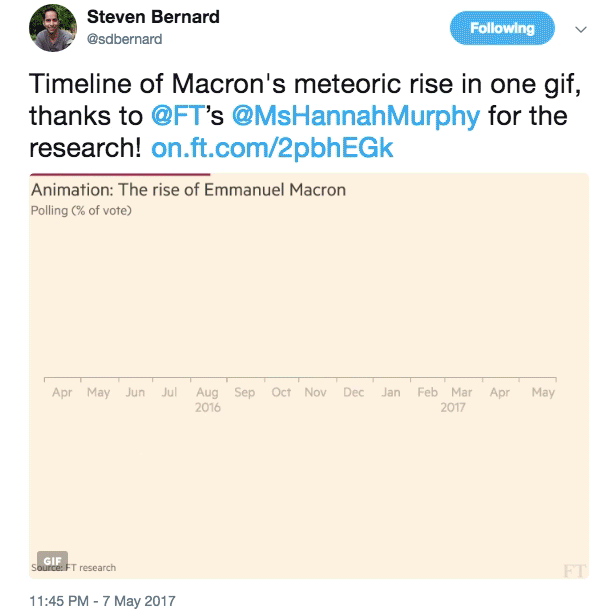 Steven Bernard
@sdbernard
Following
Timeline of Macron's meteoric rise in one gif,
thanks to @FT’s @MsHannahMurphy for the
research! on.ft.com/2pbhEGk
Animation: The rise of Emmanuel Macron
Polling (% of vote)
Apr May Jun Jul Aug Sep Oct Nov Dec Jan Feb Mar Apr May
2016 2017
GIF
Source: FT research
FT
11:45 PM - 7 May 2017